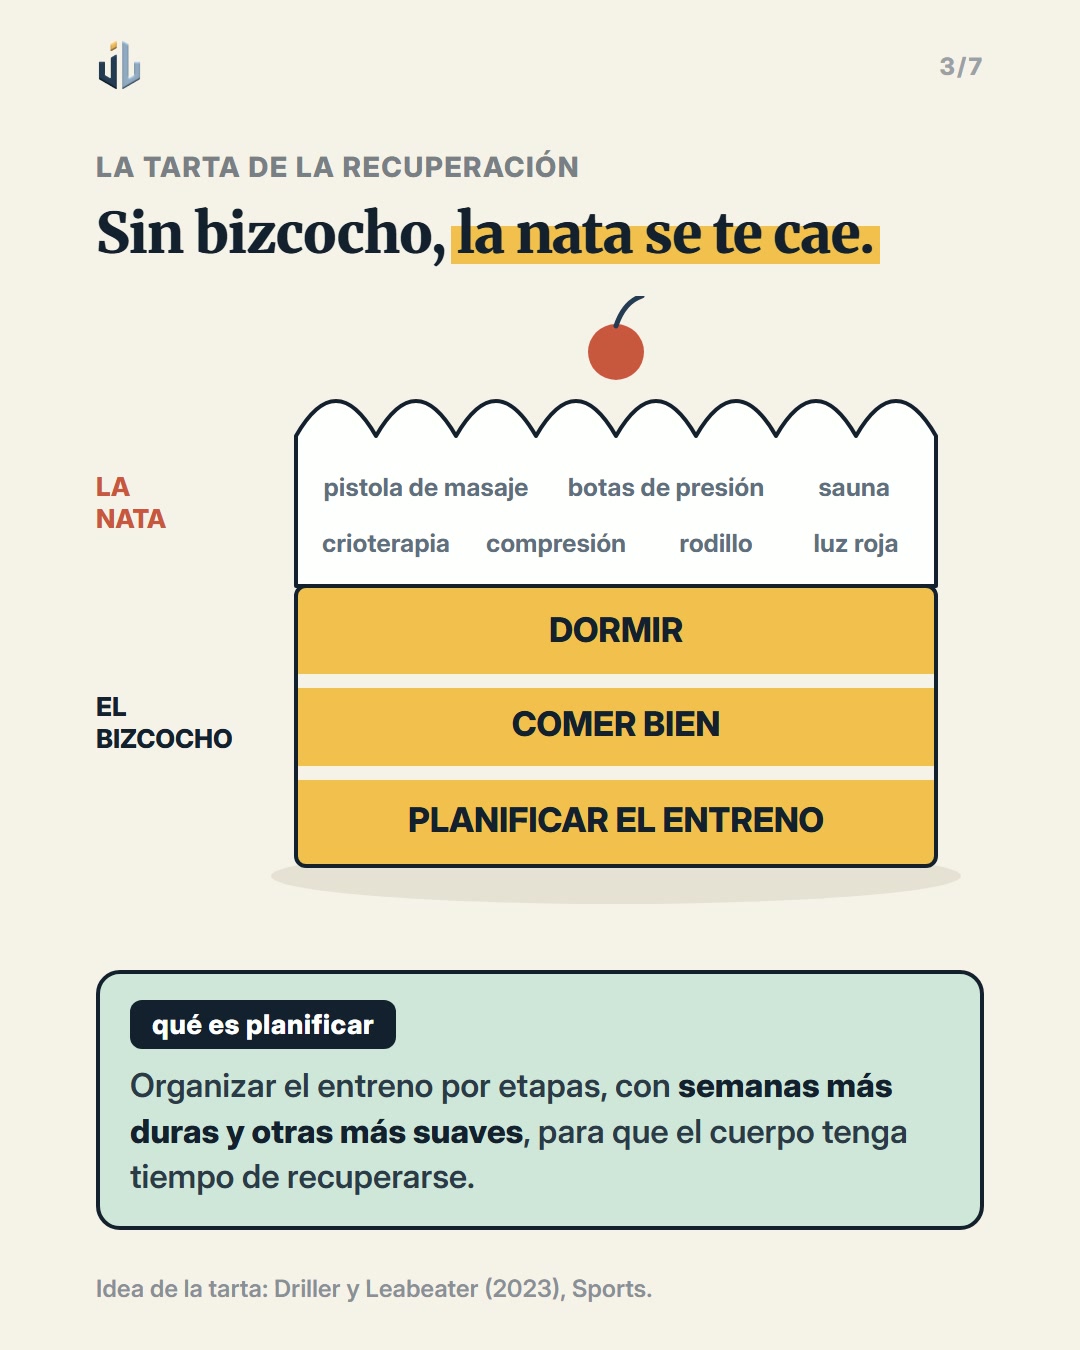 3/7
LA TARTA DE LA RECUPERACIÓN
Sin bizcocho, la nata se te cae.
LA
NATA
pistola de masaje botas de presión sauna
crioterapia compresión rodillo luz roja
DORMIR
EL
BIZCOCHO
COMER BIEN
PLANIFICAR EL ENTRENO
qué es planificar
Organizar el entreno por etapas, con semanas más
duras y otras más suaves, para que el cuerpo tenga
tiempo de recuperarse.
Idea de la tarta: Driller y Leabeater (2023), Sports.